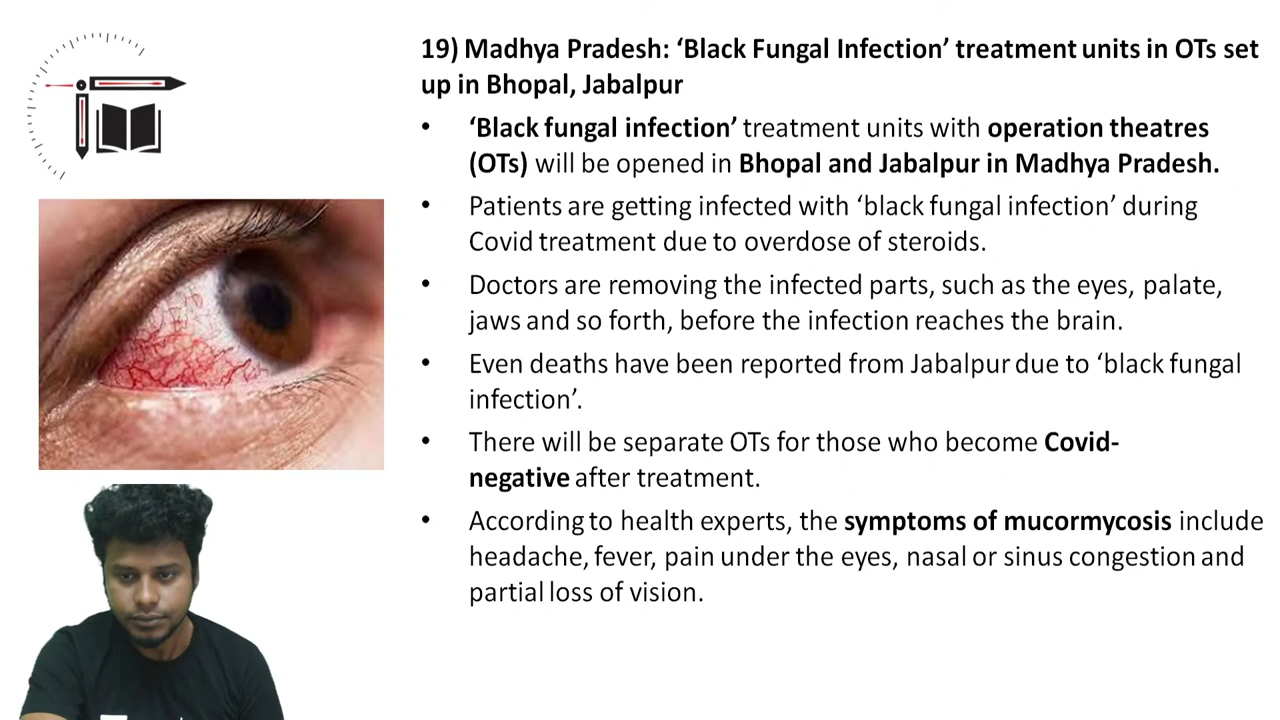 19) Madhya Pradesh: ‘Black Fungal Infection’ treatment units in OTs set
up in Bhopal, Jabalpur
• ‘Black fungal infection’ treatment units with operation theatres
(OTs) will be opened in Bhopal and Jabalpur in Madhya Pradesh.
• Patients are getting infected with ‘black fungal infection’ during
Covid treatment due to overdose of steroids.
• Doctors are removing the infected parts, such as the eyes, palate,
jaws and so forth, before the infection reaches the brain.
• Even deaths have been reported from Jabalpur due to ‘black fungal
infection’.
• There will be separate OTs for those who become Covid-
negative after treatment.
• According to health experts, the symptoms of mucormycosis include
headache, fever, pain under the eyes, nasal or sinus congestion and
partial loss of vision.